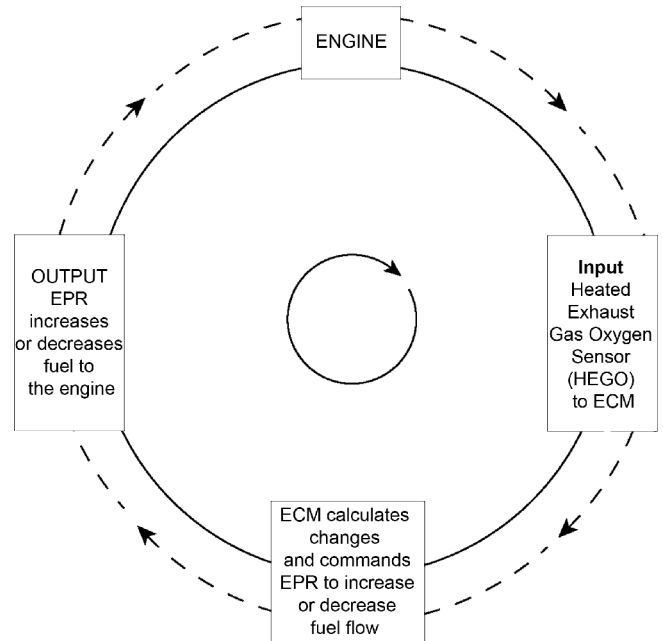 ENGINE
OUTPUT
EPR
increases
or decreases
fuel to
the engine
Input
Heated
Exhaust
Gas Oxygen
Sensor
(HEGO)
to ECM
ECM calculates
changes
and commands
EPR to increase
or decrease
fuel flow